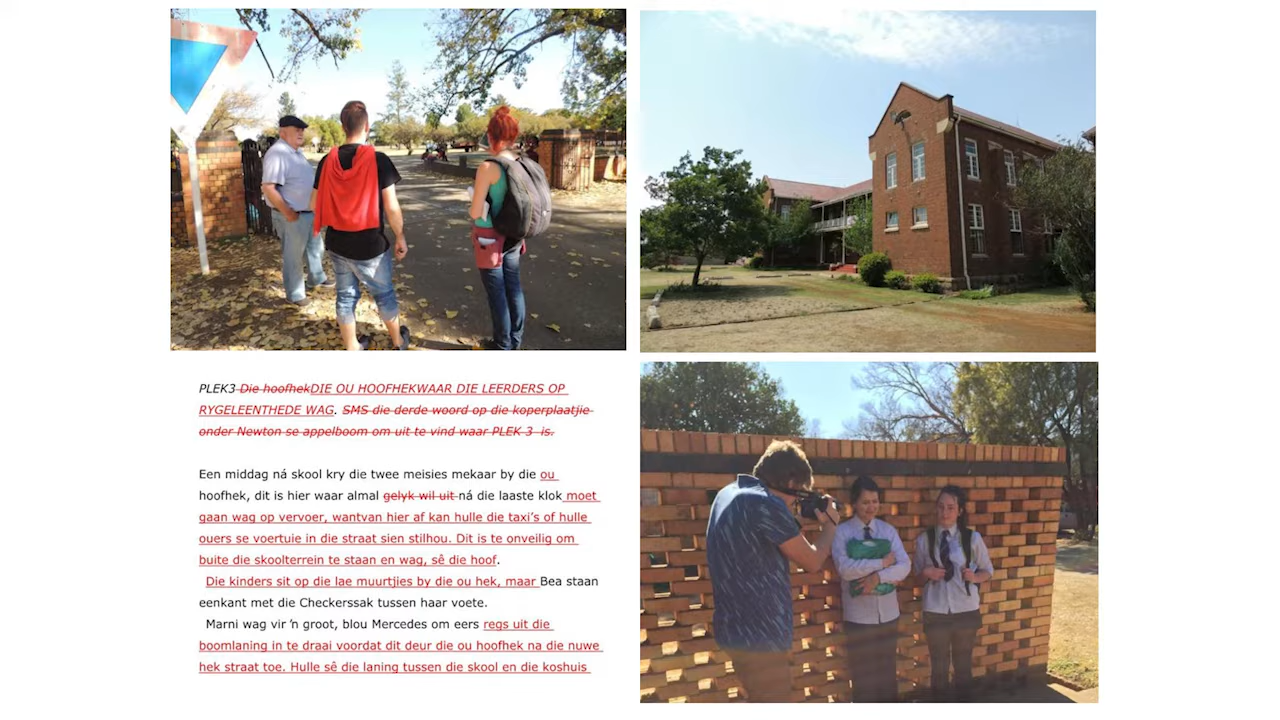 PLEK3 Die hoofhekDIE OU HOOFHEKWAAR DIE LEERDERS OP
RYGELEENTHEDE WAG. SMS die derde woord op die koperplaatjie
onder Newton se appelboom om uit te vind waar PLEK 3 is.
Een middag ná skool kry die twee meisies mekaar by die ou
hoofhek, dit is hier waar almal gelyk wil uit ná die laaste klok moet
gaan wag op vervoer, wantvan hier af kan hulle die taxi's of hulle
ouers se voertuie in die straat sien stilhou. Dit is te onveilig om
buite die skoolterrein te staan en wag, sê die hoof.
Die kinders sit op die lae muurtjies by die ou hek, maar Bea staan
eenkant met die Checkerssak tussen haar voete.
Marni wag vir 'n groot, blou Mercedes om eers regs uit die
boomlaning in te draai voordat dit deur die ou hoofhek na die nuwe
hek straat toe. Hulle sê die laning tussen die skool en die koshuis